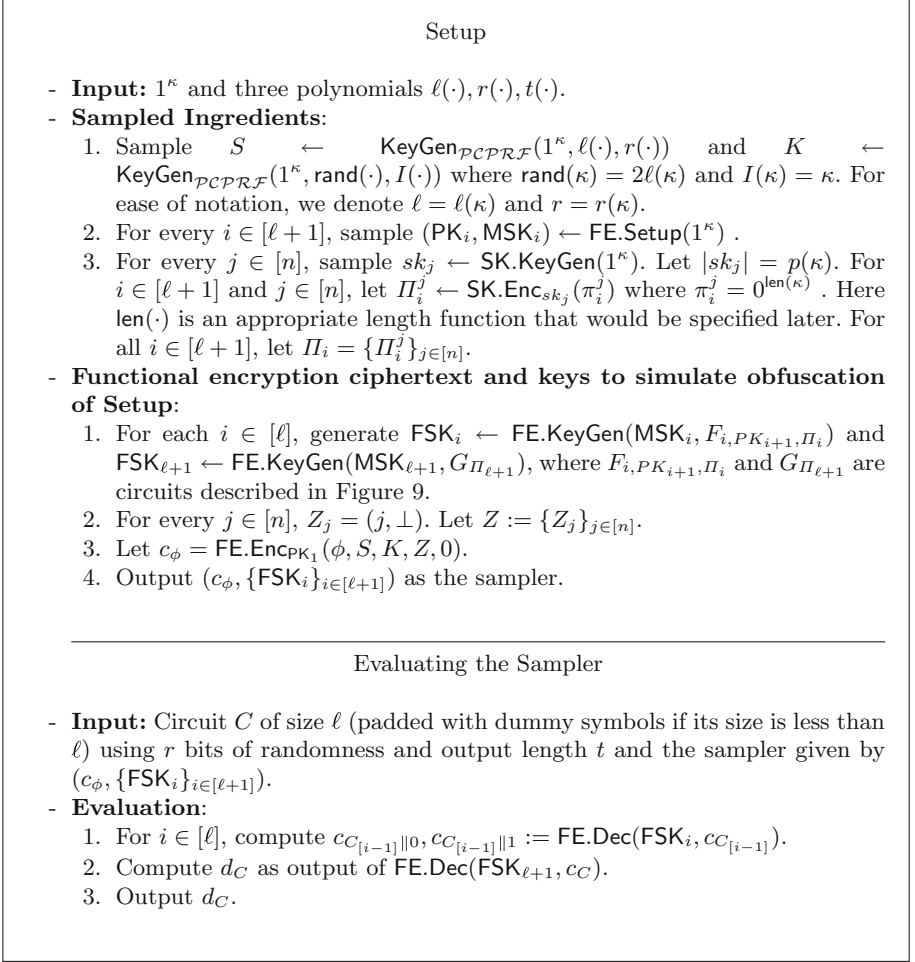 Setup
- Input: 1^κ and three polynomials ℓ(·), r(·), t(·).
- Sampled Ingredients:
1. Sample S ← KeyGen_{𝒫𝒞𝒫ℛℱ}(1^κ, ℓ(·), r(·)) and K ←
KeyGen_{𝒫𝒞𝒫ℛℱ}(1^κ, rand(·), I(·)) where rand(κ) = 2ℓ(κ) and I(κ) = κ. For
ease of notation, we denote ℓ = ℓ(κ) and r = r(κ).
2. For every i ∈ [ℓ + 1], sample (PK_i, MSK_i) ← FE.Setup(1^κ) .
3. For every j ∈ [n], sample sk_j ← SK.KeyGen(1^κ). Let |sk_j| = p(κ). For
i ∈ [ℓ + 1] and j ∈ [n], let Π_i^j ← SK.Enc_{sk_j}(π_i^j) where π_i^j = 0^{len(κ)} . Here
len(·) is an appropriate length function that would be specified later. For
all i ∈ [ℓ + 1], let Π_i = {Π_i^j}_{j∈[n]}.
- Functional encryption ciphertext and keys to simulate obfuscation
of Setup:
1. For each i ∈ [ℓ], generate FSK_i ← FE.KeyGen(MSK_i, F_{i,PK_{i+1},Π_i}) and
FSK_{ℓ+1} ← FE.KeyGen(MSK_{ℓ+1}, G_{Π_{ℓ+1}}), where F_{i,PK_{i+1},Π_i} and G_{Π_{ℓ+1}} are
circuits described in Figure 9.
2. For every j ∈ [n], Z_j = (j, ⊥). Let Z := {Z_j}_{j∈[n]}.
3. Let c_ϕ = FE.Enc_{PK_1}(ϕ, S, K, Z, 0).
4. Output (c_ϕ, {FSK_i}_{i∈[ℓ+1]}) as the sampler.
Evaluating the Sampler
- Input: Circuit C of size ℓ (padded with dummy symbols if its size is less than
ℓ) using r bits of randomness and output length t and the sampler given by
(c_ϕ, {FSK_i}_{i∈[ℓ+1]}).
- Evaluation:
1. For i ∈ [ℓ], compute c_{C_{[i−1]}∥0}, c_{C_{[i−1]}∥1} := FE.Dec(FSK_i, c_{C_{[i−1]}}).
2. Compute d_C as output of FE.Dec(FSK_{ℓ+1}, c_C).
3. Output d_C.